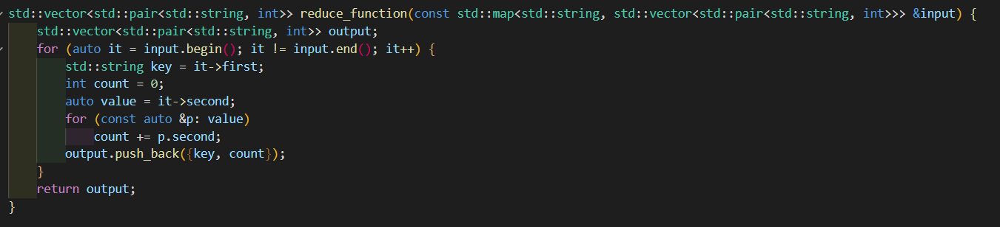 std::vector<std::pair<std::string, int>> reduce_function(const std::map<std::string, std::vector<std::pair<std::string, int>>> &input) {
    std::vector<std::pair<std::string, int>> output;
    for (auto it = input.begin(); it != input.end(); it++) {
        std::string key = it->first;
        int count = 0;
        auto value = it->second;
        for (const auto &p: value)
            count += p.second;
        output.push_back({key, count});
    }
    return output;
}